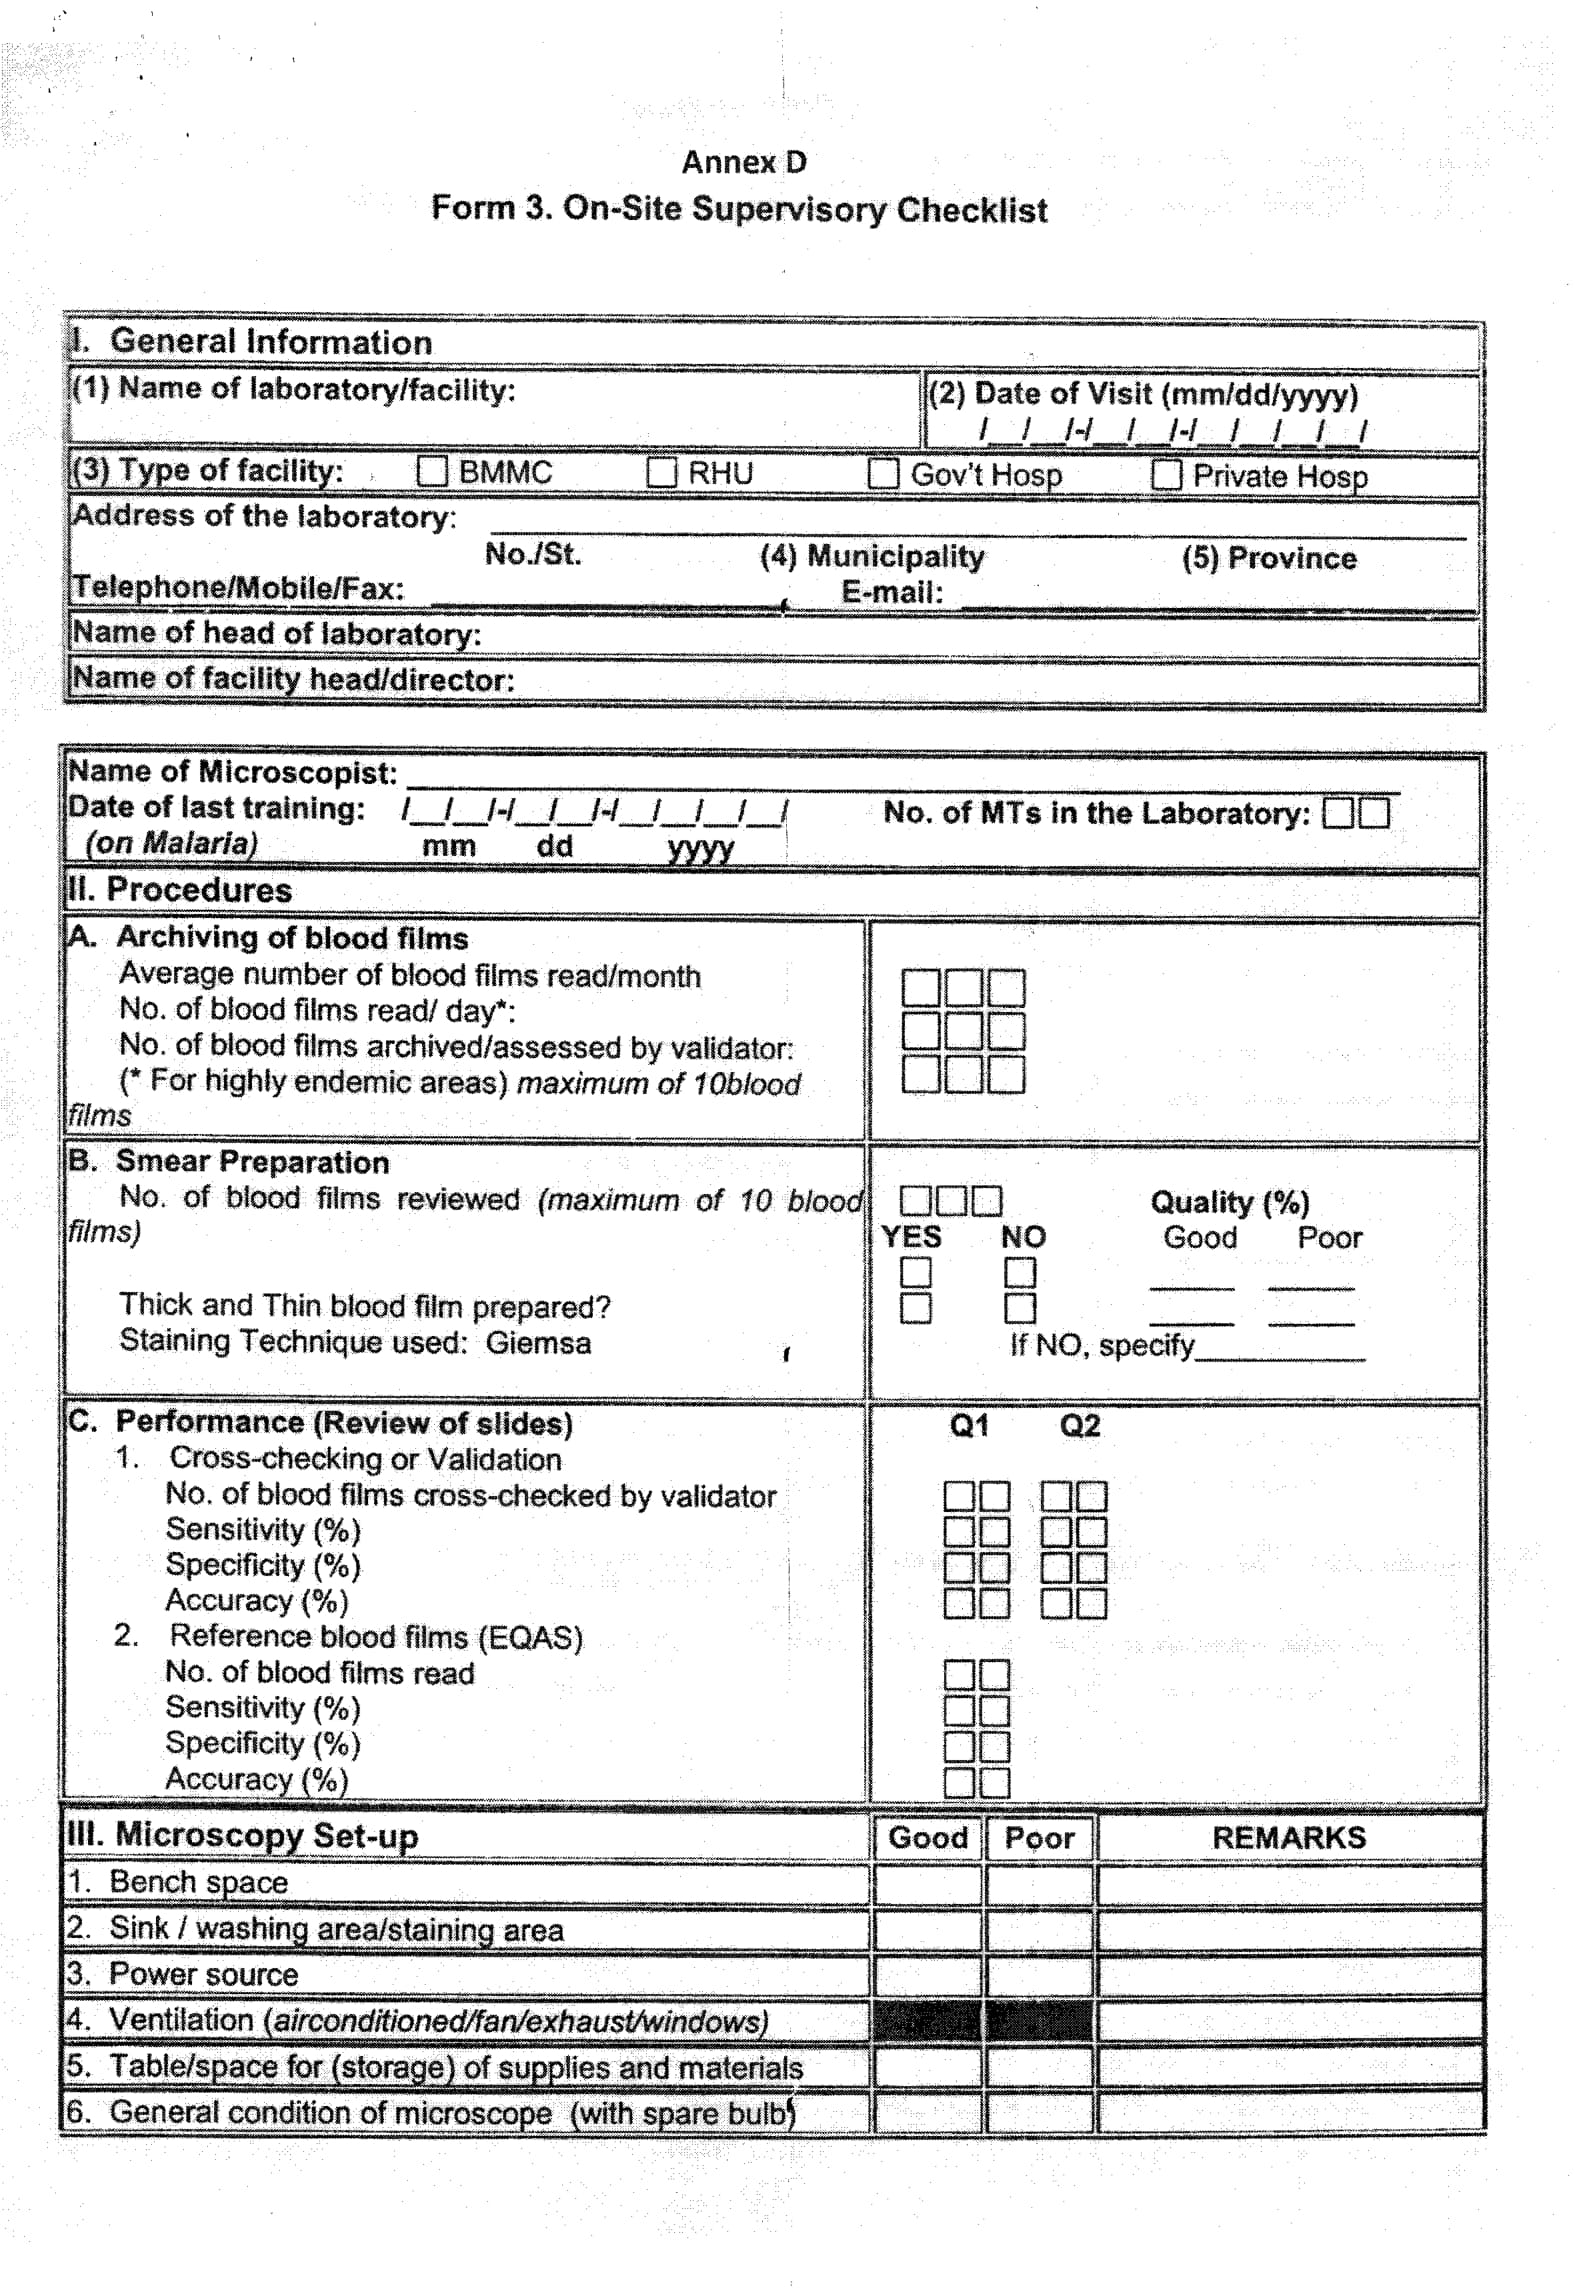 Annex D
Form 3. On-Site Supervisory Checklist
I. General Information
(1) Name of laboratory/facility:
(2) Date of Visit (mm/dd/yyyy)
/__/__/-/__/__/-/__/__/__/__/
(3) Type of facility: ☐ BMMC ☐ RHU ☐ Gov't Hosp ☐ Private Hosp
Address of the laboratory: ____________________
No./St. (4) Municipality (5) Province
Telephone/Mobile/Fax: ____________________ E-mail: ____________________
Name of head of laboratory:
Name of facility head/director:
Name of Microscopist: ____________________
Date of last training: /__/__/-/__/__/-/__/__/__/__/ No. of MTs in the Laboratory: ☐☐
(on Malaria) mm dd yyyy
II. Procedures
A. Archiving of blood films
Average number of blood films read/month ☐☐☐
No. of blood films read/ day*: ☐☐☐
No. of blood films archived/assessed by validator: ☐☐☐
(* For highly endemic areas) maximum of 10blood
films
B. Smear Preparation
No. of blood films reviewed (maximum of 10 blood ☐☐☐ Quality (%)
films) YES NO Good Poor
☐ ☐ ______ ______
Thick and Thin blood film prepared? ☐ ☐ ______ ______
Staining Technique used: Giemsa If NO, specify____________
C. Performance (Review of slides) Q1 Q2
1. Cross-checking or Validation
No. of blood films cross-checked by validator ☐☐ ☐☐
Sensitivity (%) ☐☐ ☐☐
Specificity (%) ☐☐ ☐☐
Accuracy (%) ☐☐ ☐☐
2. Reference blood films (EQAS)
No. of blood films read ☐☐
Sensitivity (%) ☐☐
Specificity (%) ☐☐
Accuracy (%) ☐☐
III. Microscopy Set-up Good Poor REMARKS
1. Bench space
2. Sink / washing area/staining area
3. Power source
4. Ventilation (airconditioned/fan/exhaust/windows)
5. Table/space for (storage) of supplies and materials
6. General condition of microscope (with spare bulb)